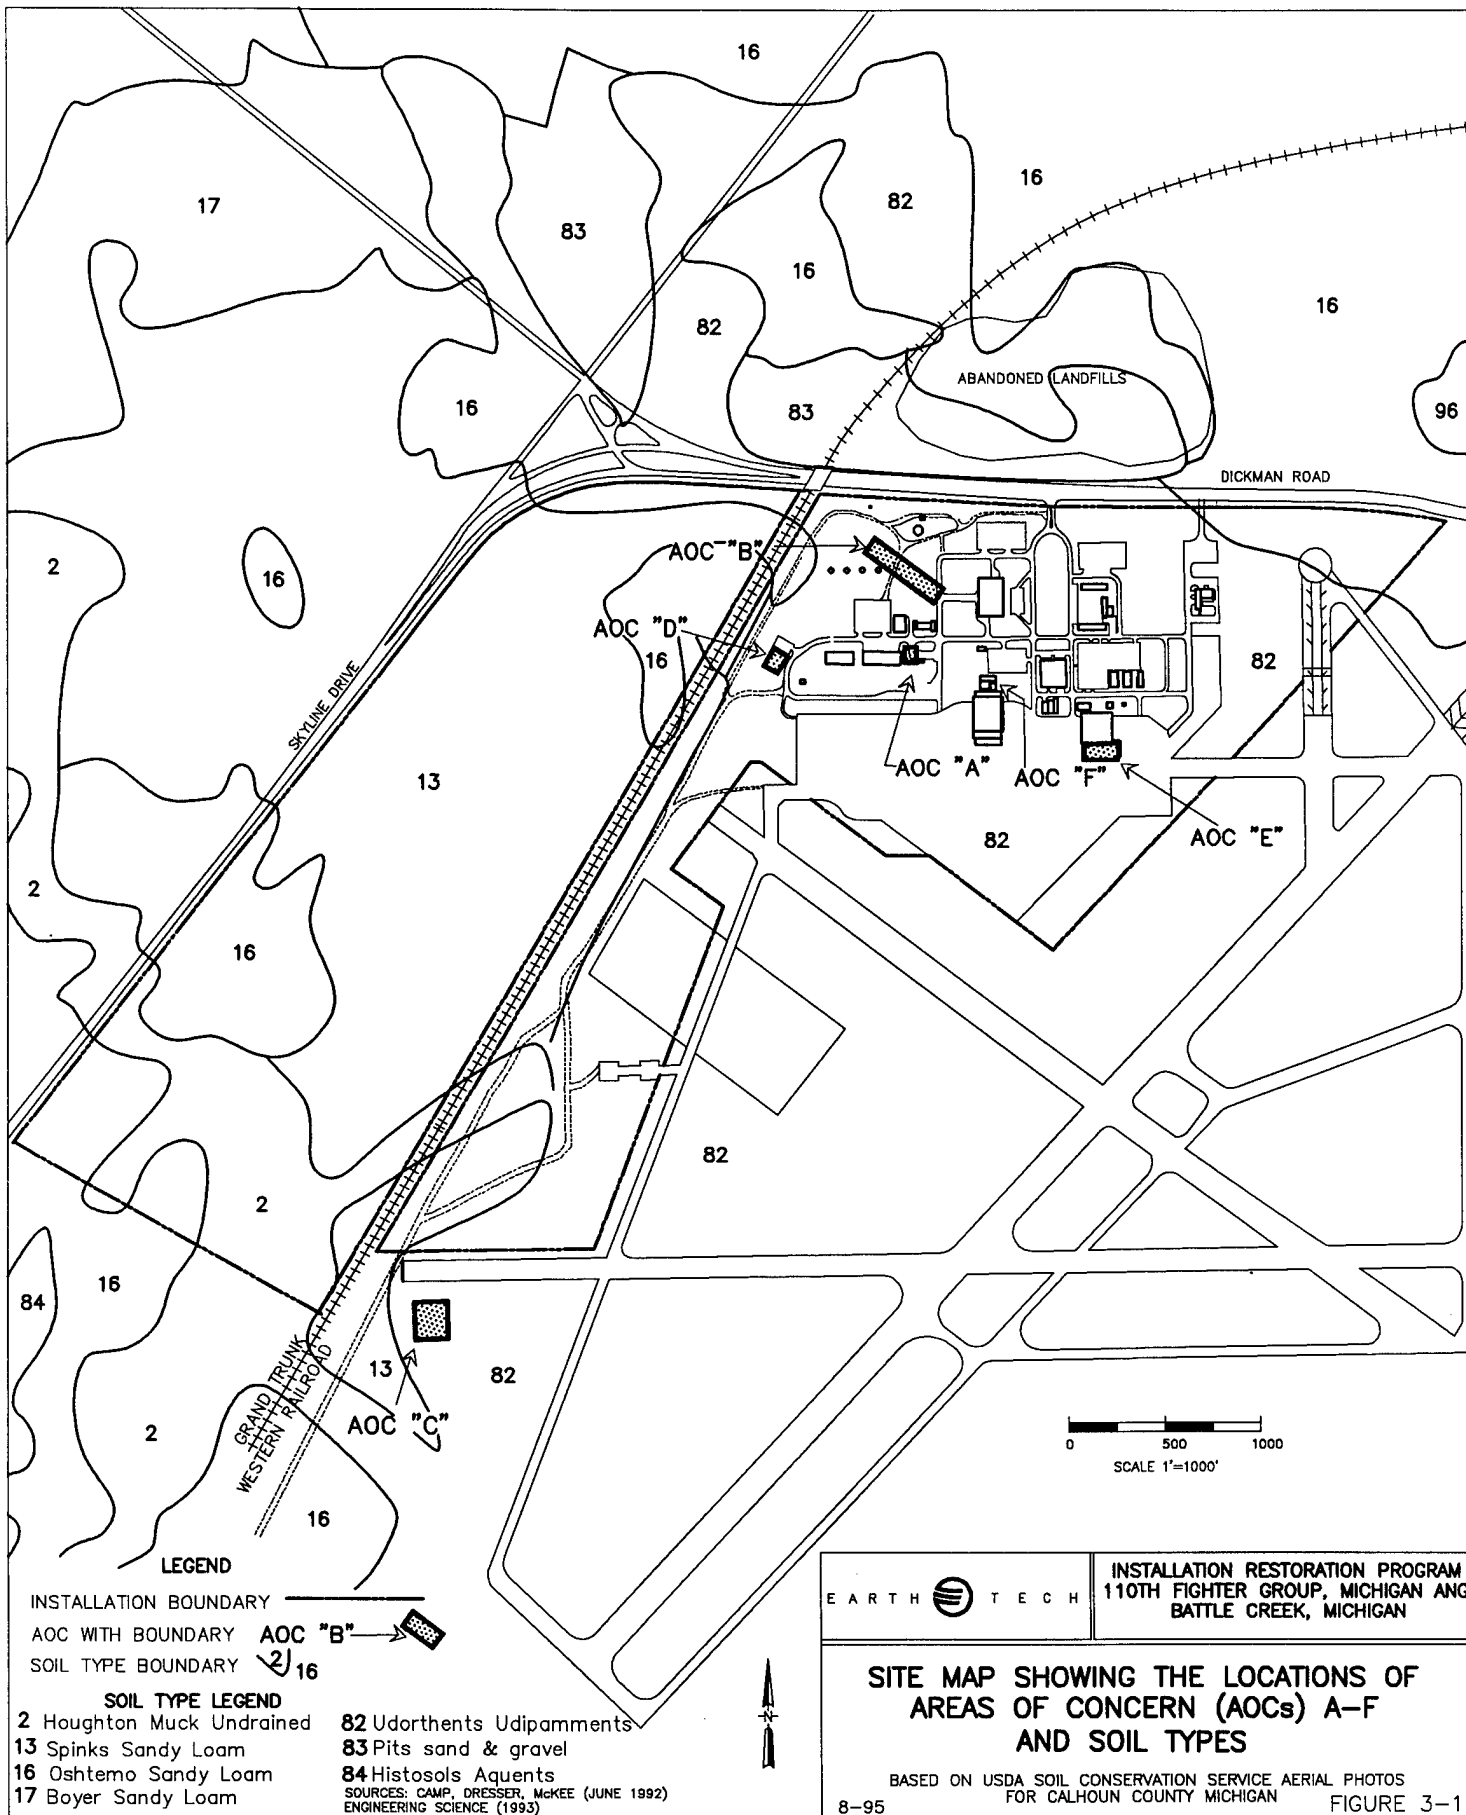 16
17
83
82
16
16
82
16
ABANDONED LANDFILLS
16
83
96
DICKMAN ROAD
2
16
AOC "B"
AOC "D"
16
82
SKYLINE DRIVE
13
AOC "A"
AOC "F"
82
AOC "E"
2
16
82
2
16
84
13
82
AOC "C"
GRAND TRUNK
WESTERN RAILROAD
2
16
0 500 1000
SCALE 1"=1000'
LEGEND
INSTALLATION BOUNDARY
AOC WITH BOUNDARY AOC "B"
SOIL TYPE BOUNDARY 2 16
SOIL TYPE LEGEND
2 Houghton Muck Undrained
13 Spinks Sandy Loam
16 Oshtemo Sandy Loam
17 Boyer Sandy Loam
82 Udorthents Udipamments
83 Pits sand & gravel
84 Histosols Aquents
SOURCES: CAMP, DRESSER, McKEE (JUNE 1992)
ENGINEERING SCIENCE (1993)
N
EARTH TECH
INSTALLATION RESTORATION PROGRAM
110TH FIGHTER GROUP, MICHIGAN ANG
BATTLE CREEK, MICHIGAN
SITE MAP SHOWING THE LOCATIONS OF
AREAS OF CONCERN (AOCs) A–F
AND SOIL TYPES
BASED ON USDA SOIL CONSERVATION SERVICE AERIAL PHOTOS
FOR CALHOUN COUNTY MICHIGAN
8–95
FIGURE 3–1